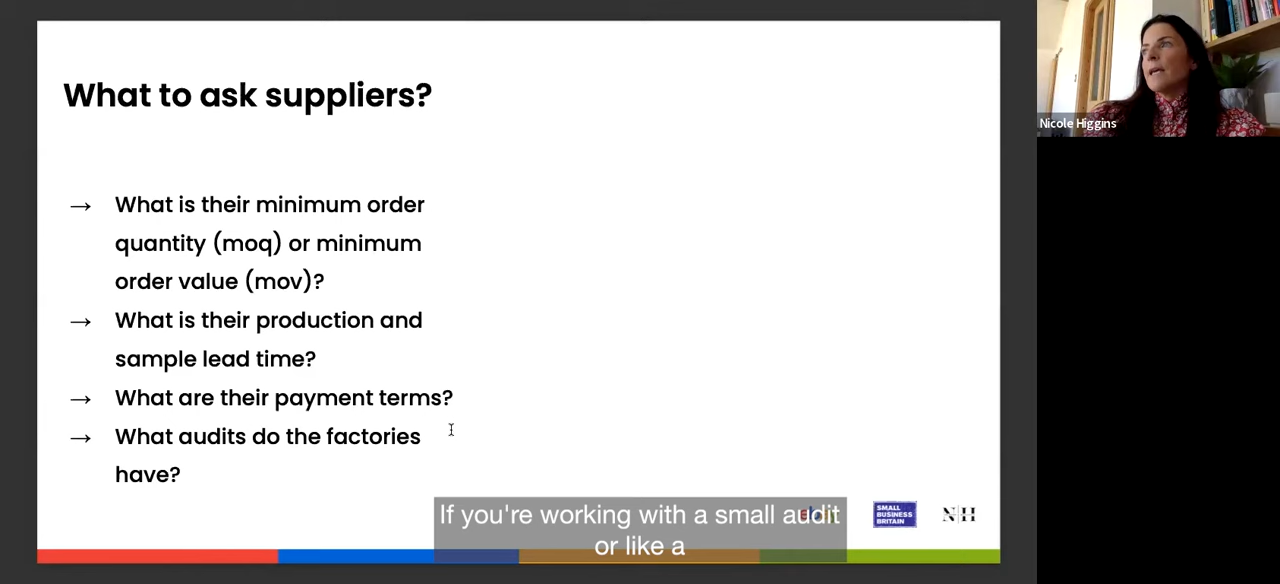 What to ask suppliers?
→ What is their minimum order
quantity (moq) or minimum
order value (mov)?
→ What is their production and
sample lead time?
→ What are their payment terms?
→ What audits do the factories
have?
If you're working with a small audit
or like a
SMALL
BUSINESS
BRITAIN
NH
Nicole Higgins